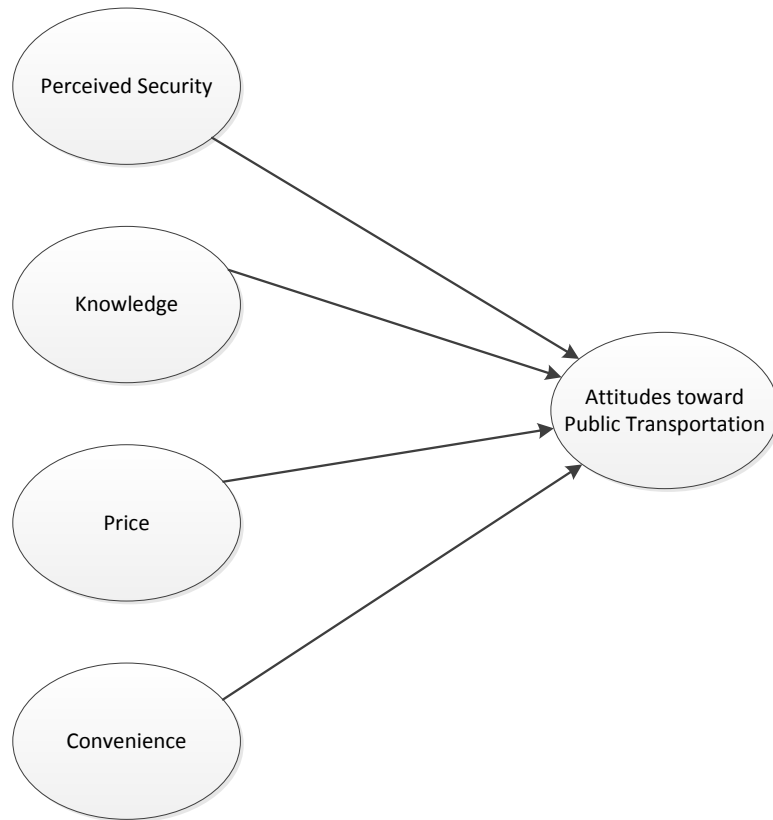 Perceived Security
Knowledge
Attitudes toward
Public Transportation
Price
Convenience